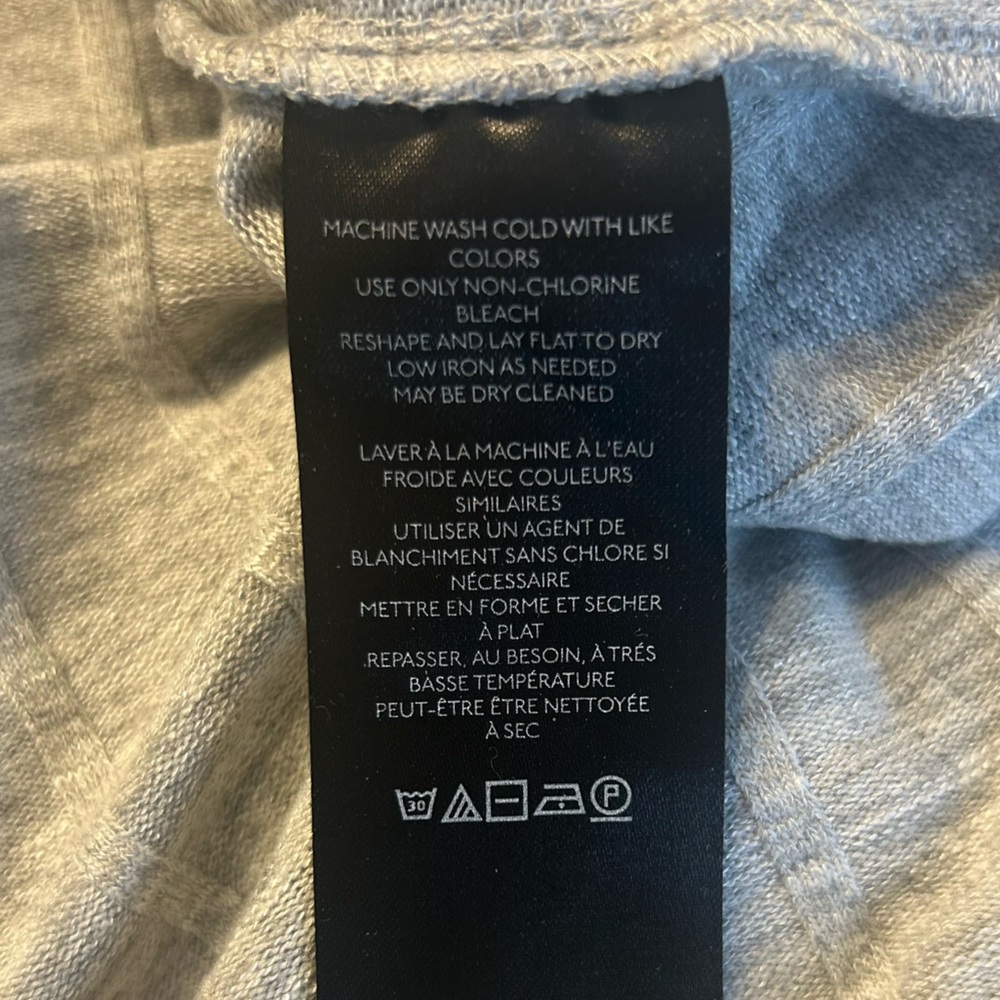 MACHINE WASH COLD WITH LIKE
COLORS
USE ONLY NON-CHLORINE
BLEACH
RESHAPE AND LAY FLAT TO DRY
LOW IRON AS NEEDED
MAY BE DRY CLEANED
LAVER À LA MACHINE À L'EAU
FROIDE AVEC COULEURS
SIMILAIRES
UTILISER UN AGENT DE
BLANCHIMENT SANS CHLORE SI
NÉCESSAIRE
METTRE EN FORME ET SECHER
À PLAT
REPASSER, AU BESOIN, À TRÉS
BASSE TEMPÉRATURE
PEUT-ÊTRE ÊTRE NETTOYÉE
À SEC
30 P